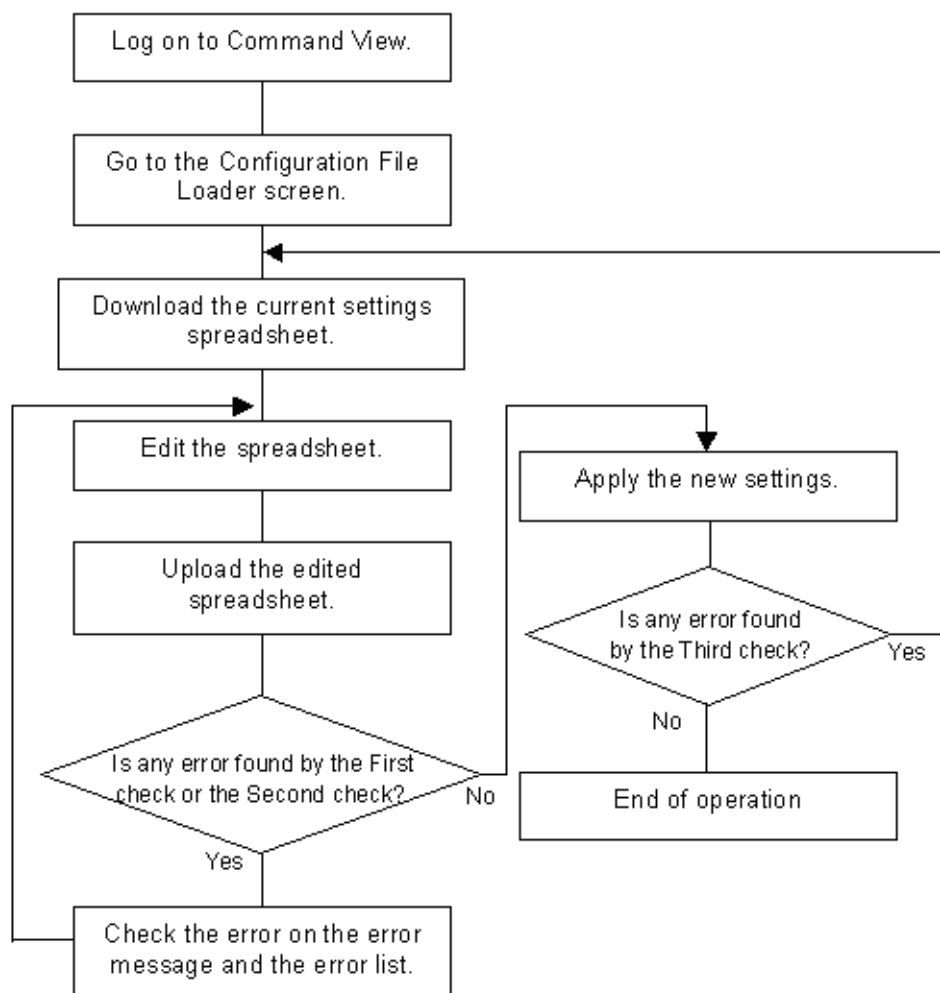 Log on to Command View.
Go to the Configuration File
Loader screen.
Download the current settings
spreadsheet.
Edit the spreadsheet.
Upload the edited
spreadsheet.
Is any error found by the First
check or the Second check?
No
Yes
Check the error on the error
message and the error list.
Apply the new settings.
Is any error found
by the Third check?
Yes
No
End of operation